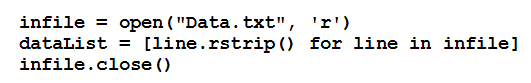 infile = open("Data.txt", 'r')
dataList = [line.rstrip() for line in infile]
infile.close()